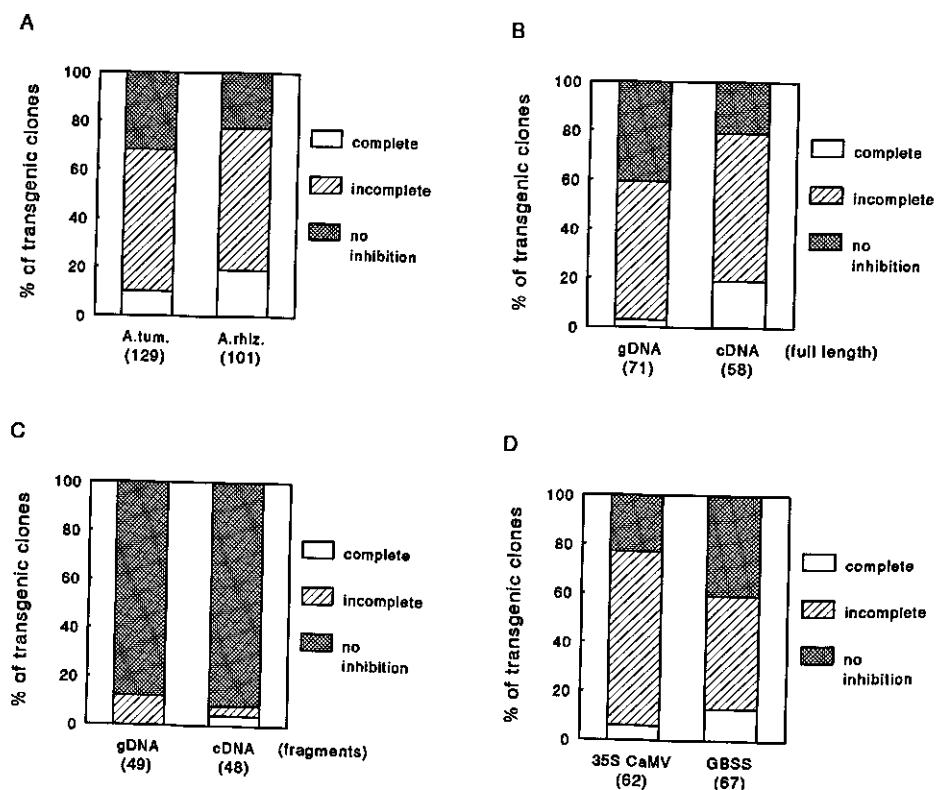 A
% of transgenic clones
100
80
60
40
20
0
A.tum.
(129)
A.rhiz.
(101)
complete
incomplete
no
inhibition
B
% of transgenic clones
100
80
60
40
20
0
gDNA
(71)
cDNA
(58)
(full length)
complete
incomplete
no
inhibition
C
% of transgenic clones
100
80
60
40
20
0
gDNA
(49)
cDNA
(48)
(fragments)
complete
incomplete
no
inhibition
D
% of transgenic clones
100
80
60
40
20
0
35S CaMV
(62)
GBSS
(67)
complete
incomplete
no
inhibition